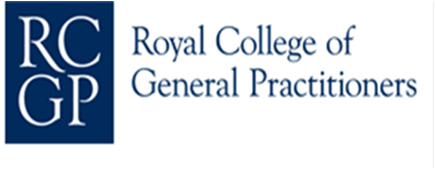 RC
GP
Royal College of
General Practitioners